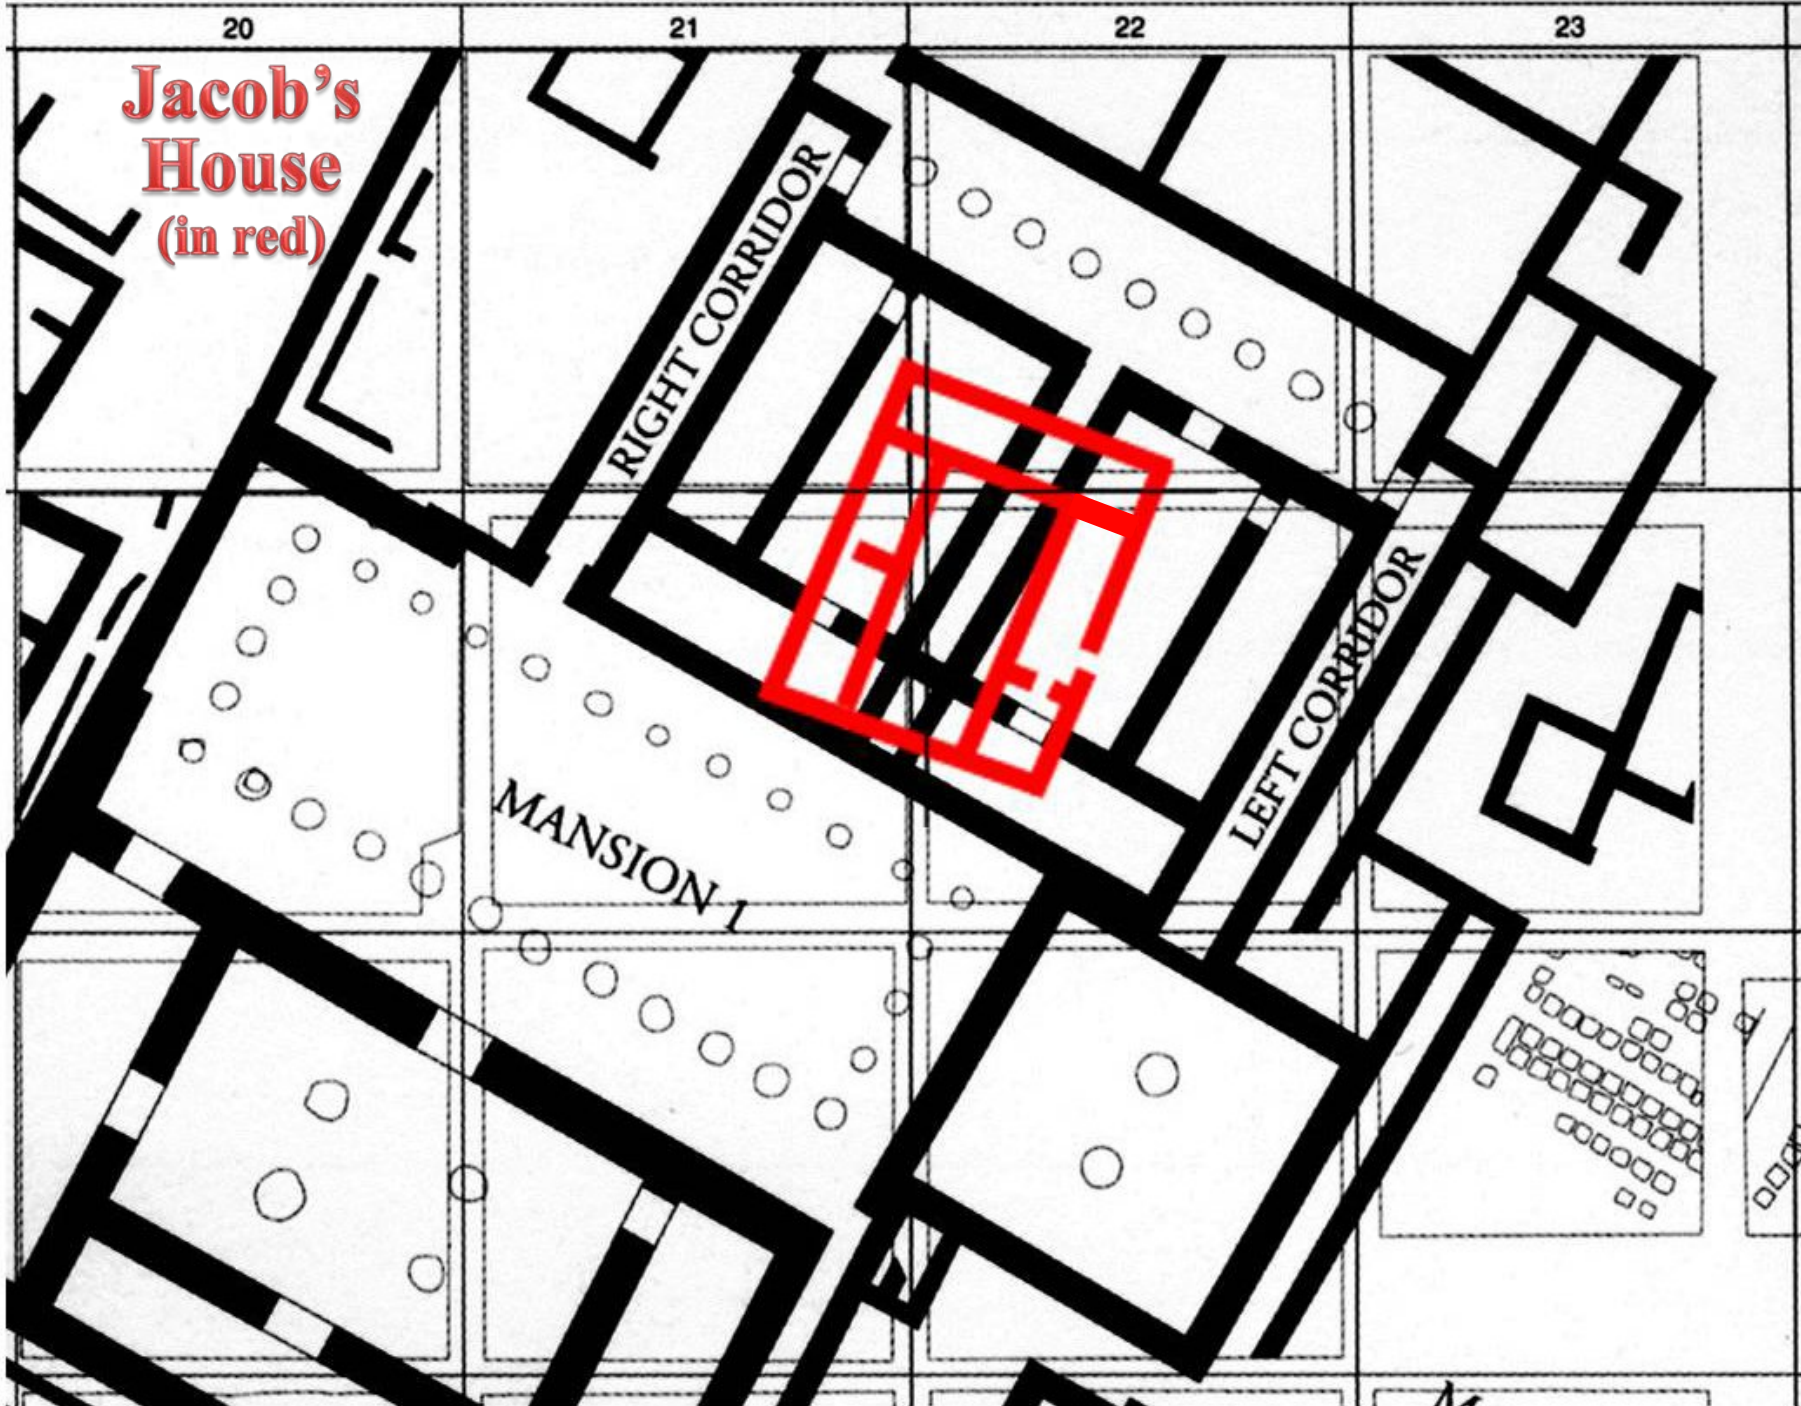 20
21
22
23
Jacob's
House
(in red)
RIGHT CORRIDOR
LEFT CORRIDOR
MANSION 1